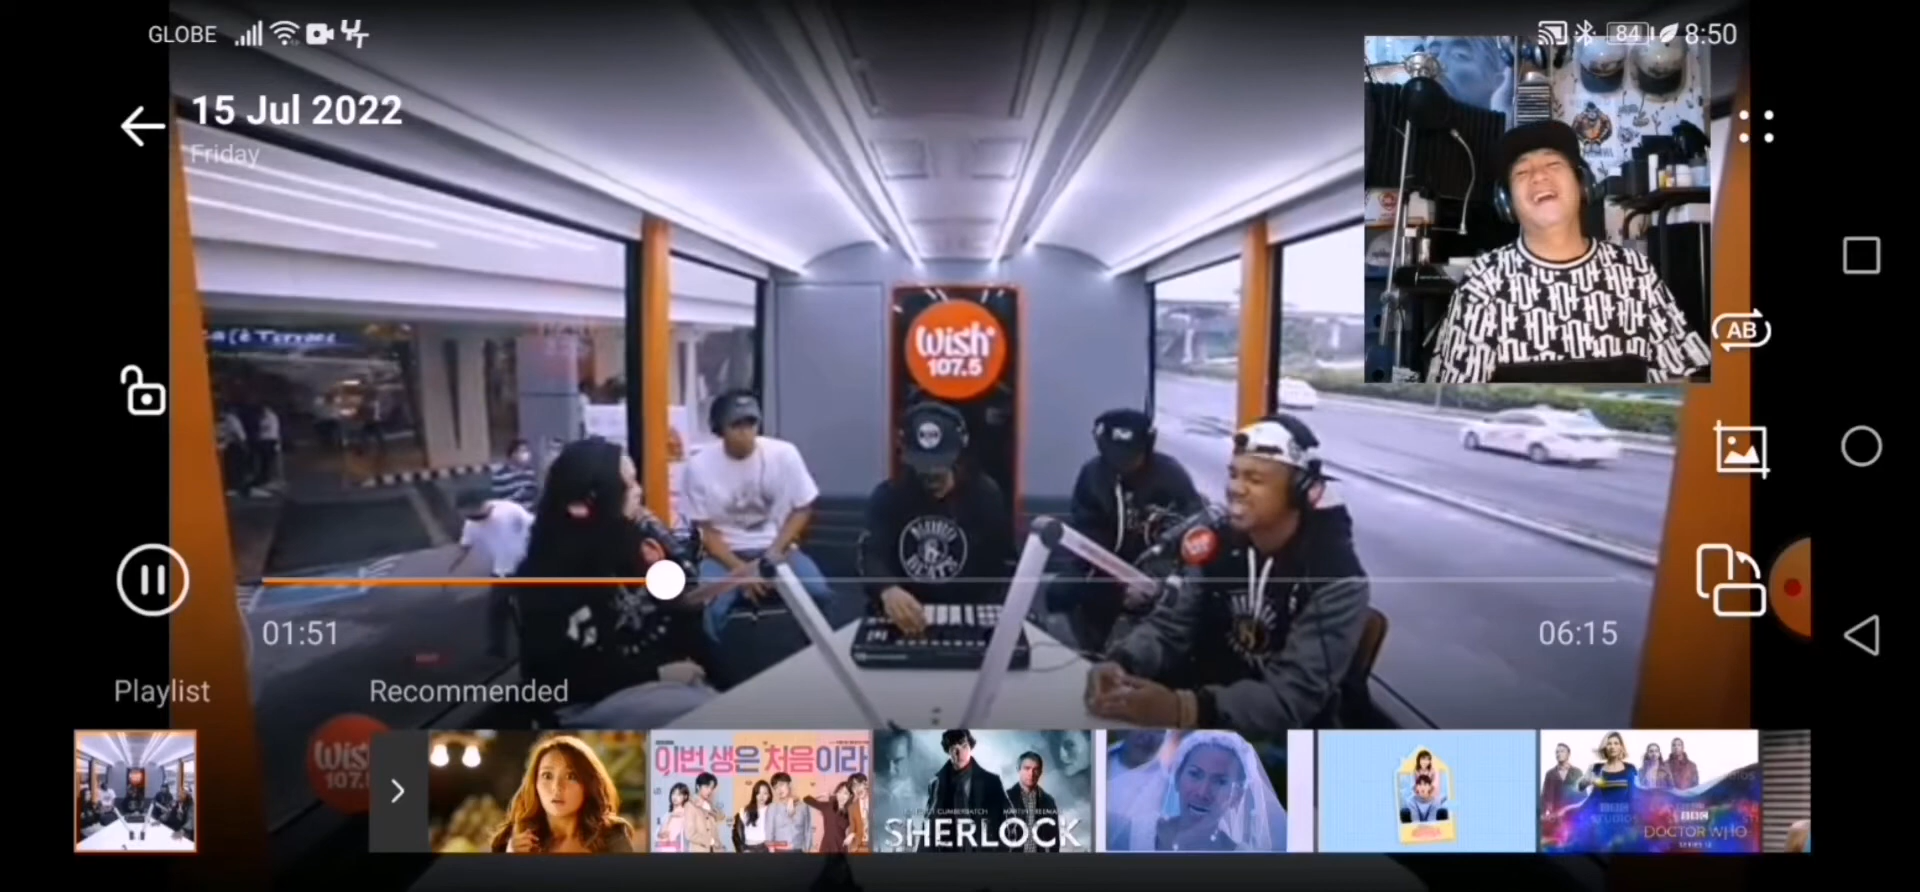 GLOBE
84
8:50
15 Jul 2022
Friday
Wish
107.5
AB
01:51
06:15
Playlist
Recommended
이번 생은 처음이라
SHERLOCK
BBC
DOCTOR WHO